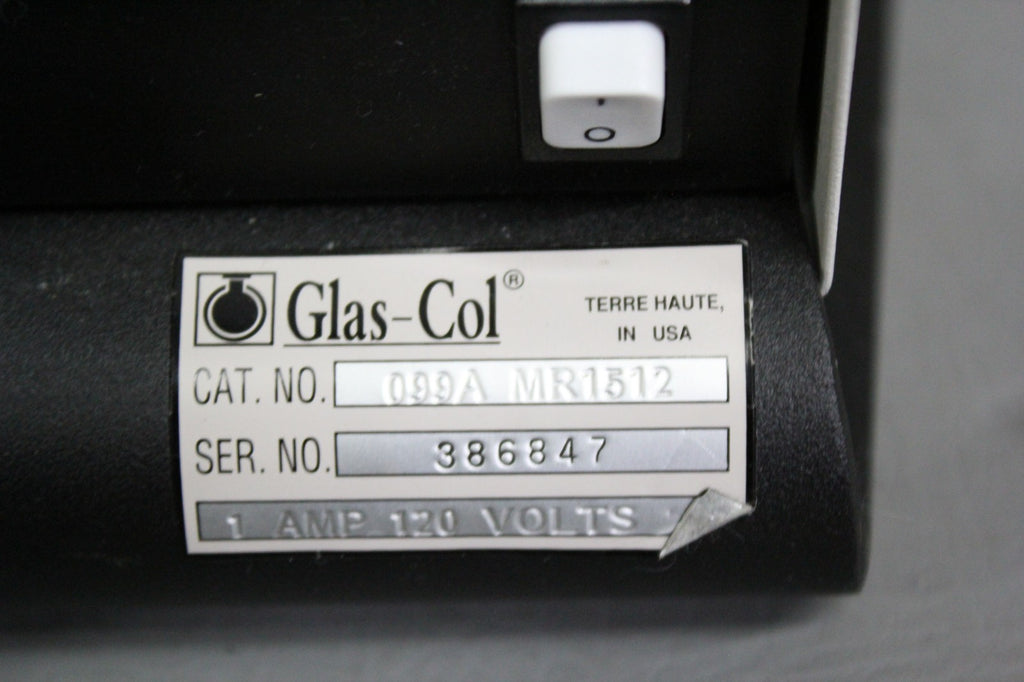 Glas-Col®
TERRE HAUTE,
IN USA
CAT. NO. 099A MR1512
SER. NO. 386847
1 AMP 120 VOLTS